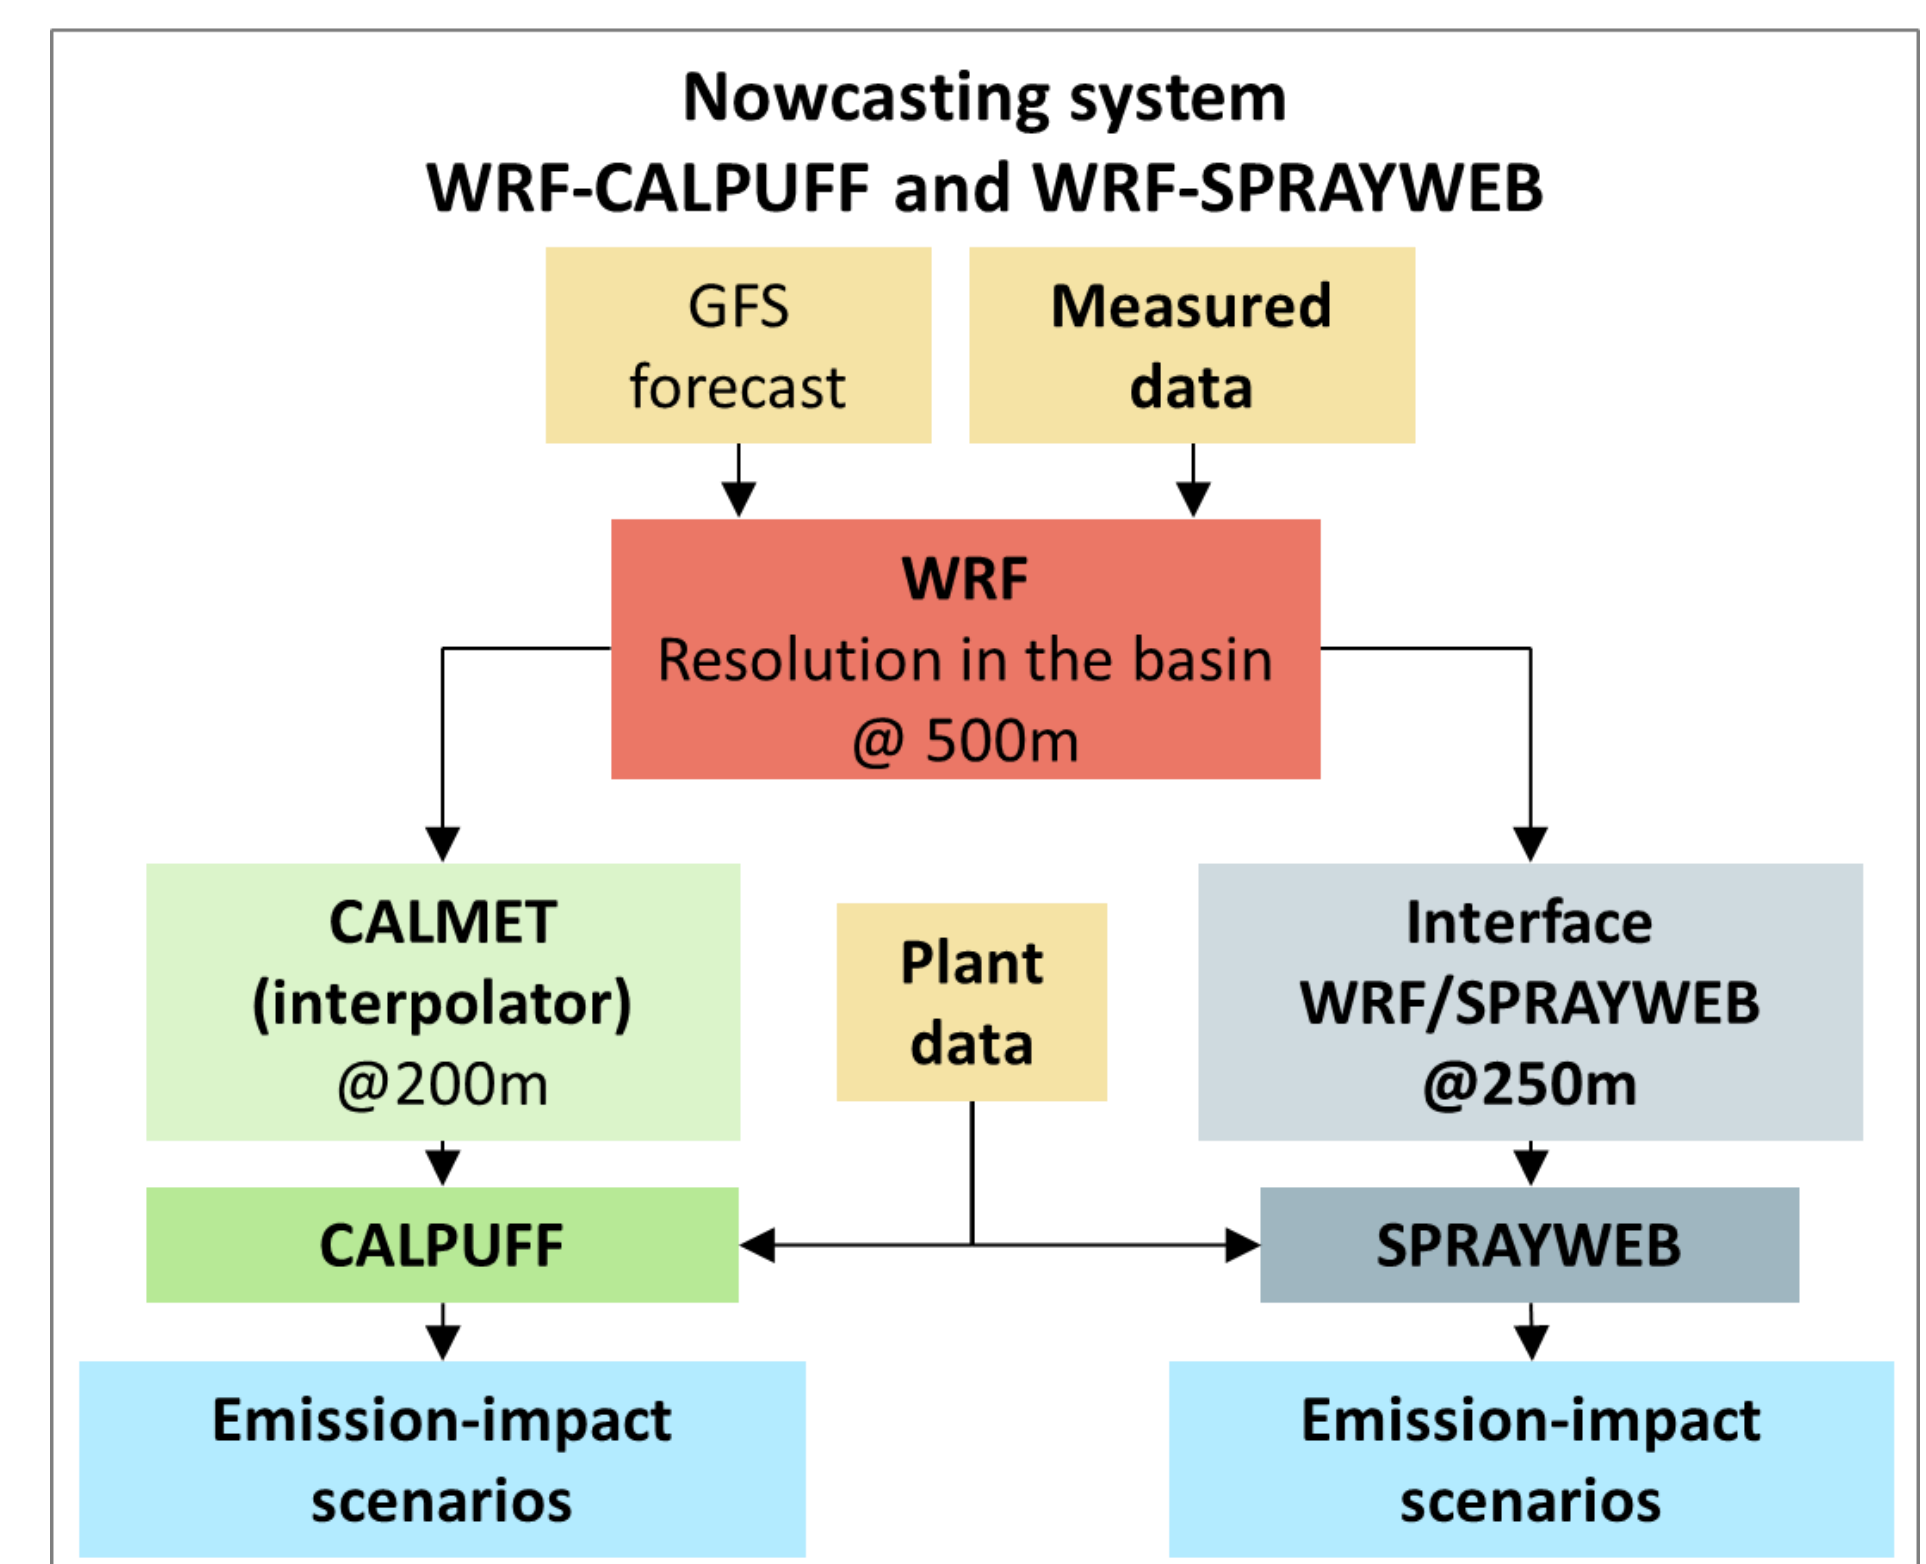 Nowcasting system
WRF-CALPUFF and WRF-SPRAYWEB
GFS
forecast
Measured
data
WRF
Resolution in the basin
@ 500m
CALMET
(interpolator)
@200m
Plant
data
Interface
WRF/SPRAYWEB
@250m
CALPUFF
SPRAYWEB
Emission-impact
scenarios
Emission-impact
scenarios